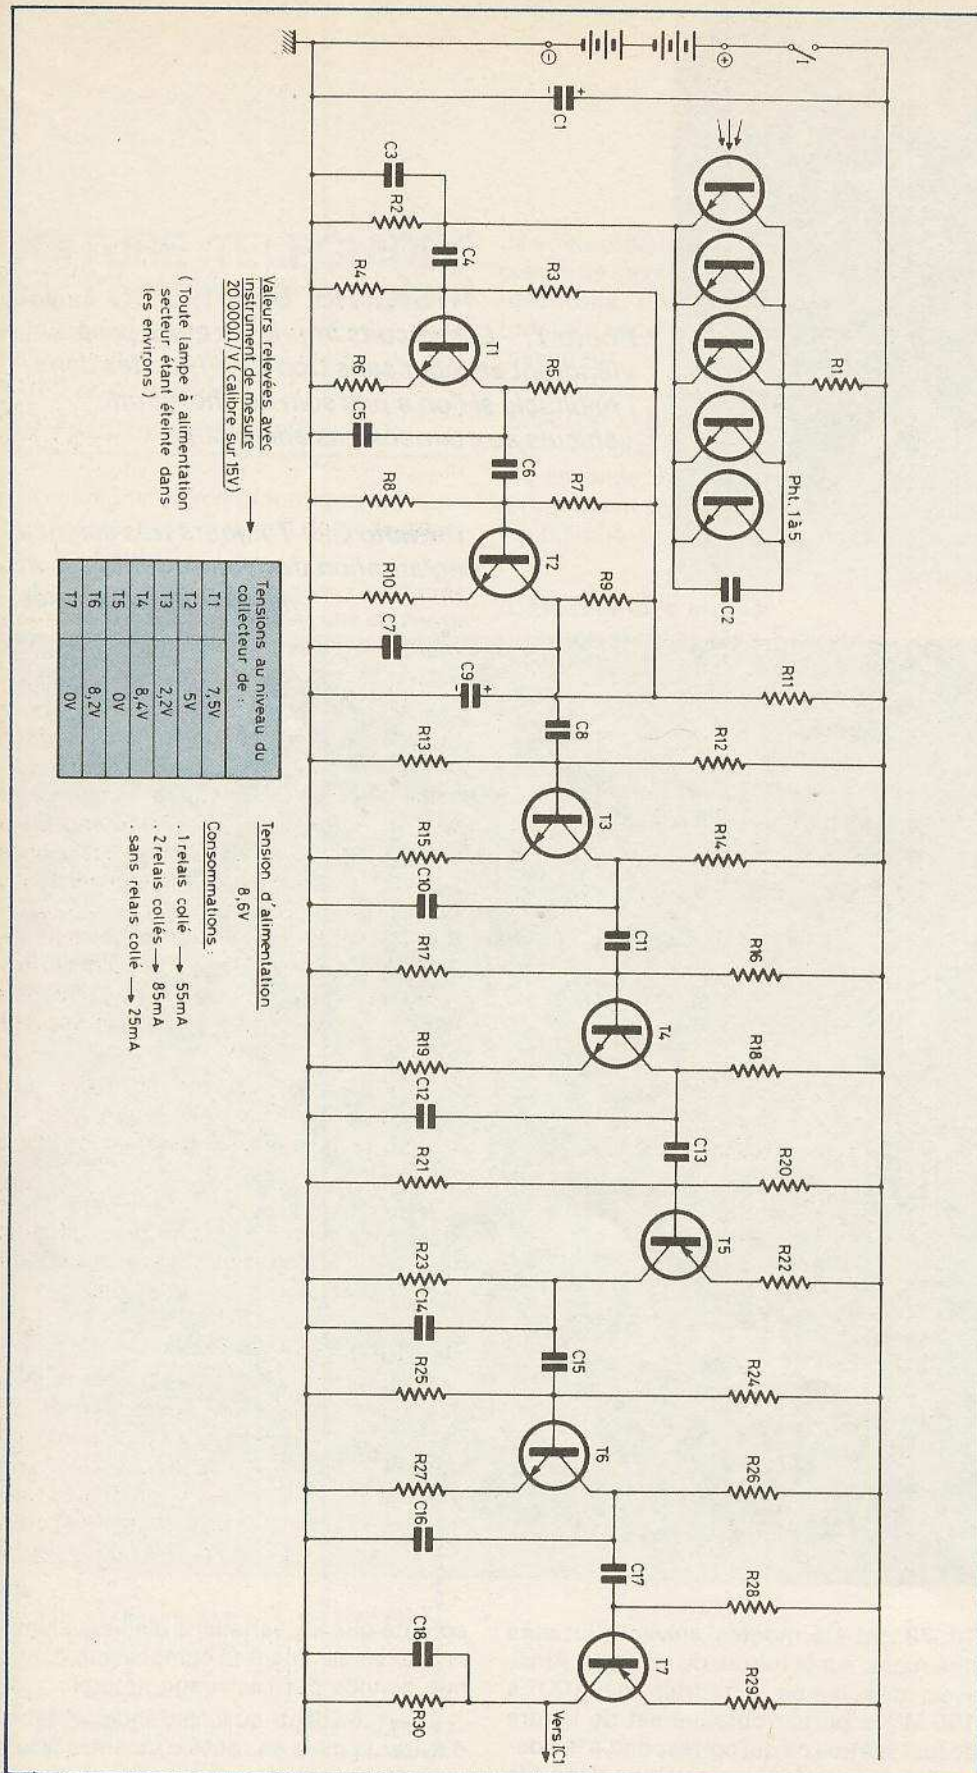 I
+
−
+
−
C1
Pht. 1 à 5
R1
C2
C3
R2
C4
R3
R4
T1
R5
R6
C5
C6
R7
R8
T2
R9
R10
C7
C9
+
−
R11
C8
R12
R13
T3
R14
R15
C10
C11
R16
R17
T4
R18
R19
C12
C13
R20
R21
T5
R22
R23
C14
C15
R24
R25
T6
R26
R27
C16
C17
R28
T7
R29
C18
R30
Vers IC1
Valeurs relevées avec
instrument de mesure
20 000Ω/V (calibre sur 15V)
( Toute lampe à alimentation
secteur étant éteinte dans
les environs )
Tensions au niveau du
collecteur de :
T1 7,5V
T2 5V
T3 2,2V
T4 8,4V
T5 0V
T6 8,2V
T7 0V
Tension d'alimentation
8,6V
Consommations :
. 1 relais collé → 55mA
. 2 relais collés → 85mA
. sans relais collé → 25mA